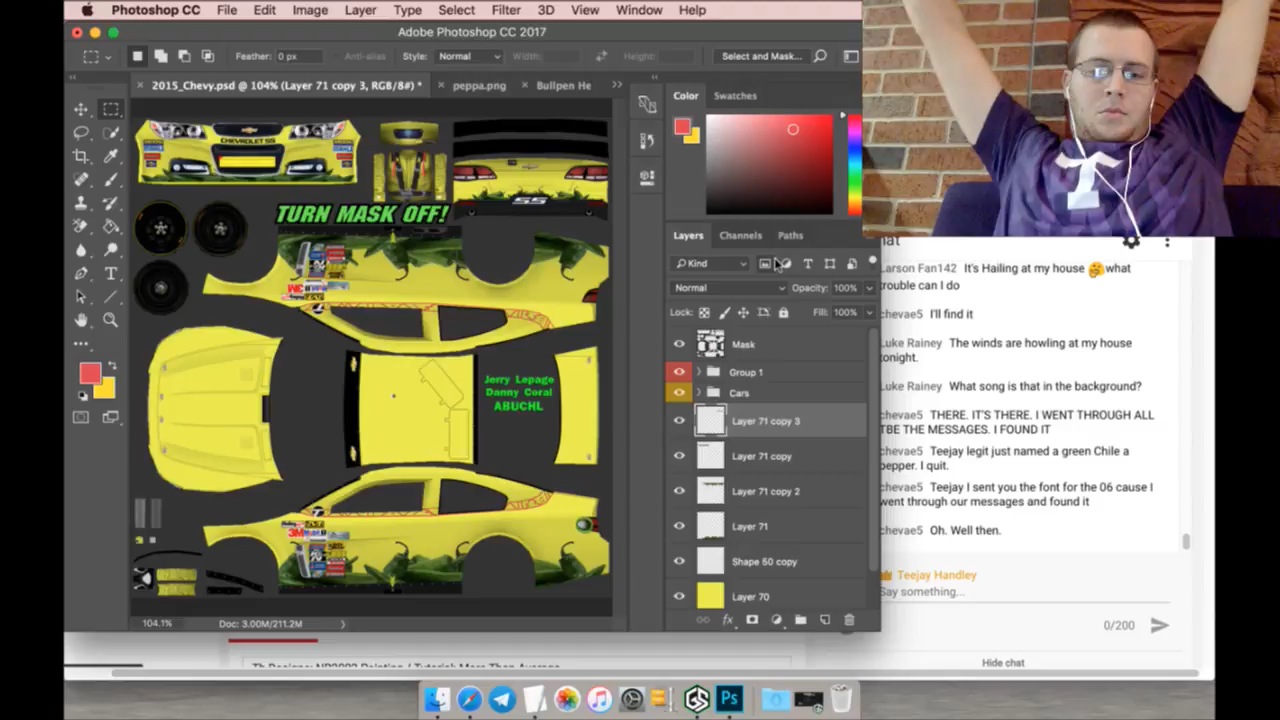 Photoshop CC File Edit Image Layer Type Select Filter 3D View Window Help
Adobe Photoshop CC 2017
Feather: 0 px Anti-alias Style: Normal Width: Height: Select and Mask...
2015_Chevy.psd @ 104% (Layer 71 copy 3, RGB/8#) * peppa.png Bullpen He
Color Swatches
CHEVROLET SS
SS
TURN MASK OFF!
Jerry Lepage
Danny Coral
ABUCHL
3M
Layers Channels Paths
Kind
Normal Opacity: 100%
Lock: Fill: 100%
Mask
Group 1
Cars
Layer 71 copy 3
Layer 71 copy
Layer 71 copy 2
Layer 71
Shape 50 copy
Layer 70
fx
104.1% Doc: 3.00M/211.2M
T
hat
Larson Fan142 It's Hailing at my house 🤔 what
trouble can I do
chevae5 I'll find it
Luke Rainey The winds are howling at my house
tonight.
Luke Rainey What song is that in the background?
chevae5 THERE. IT'S THERE. I WENT THROUGH ALL
TBE THE MESSAGES. I FOUND IT
chevae5 Teejay legit just named a green Chile a
pepper. I quit.
chevae5 Teejay I sent you the font for the 06 cause I
went through our messages and found it
chevae5 Oh. Well then.
Teejay Handley
Say something...
0/200
Hide chat
Ps